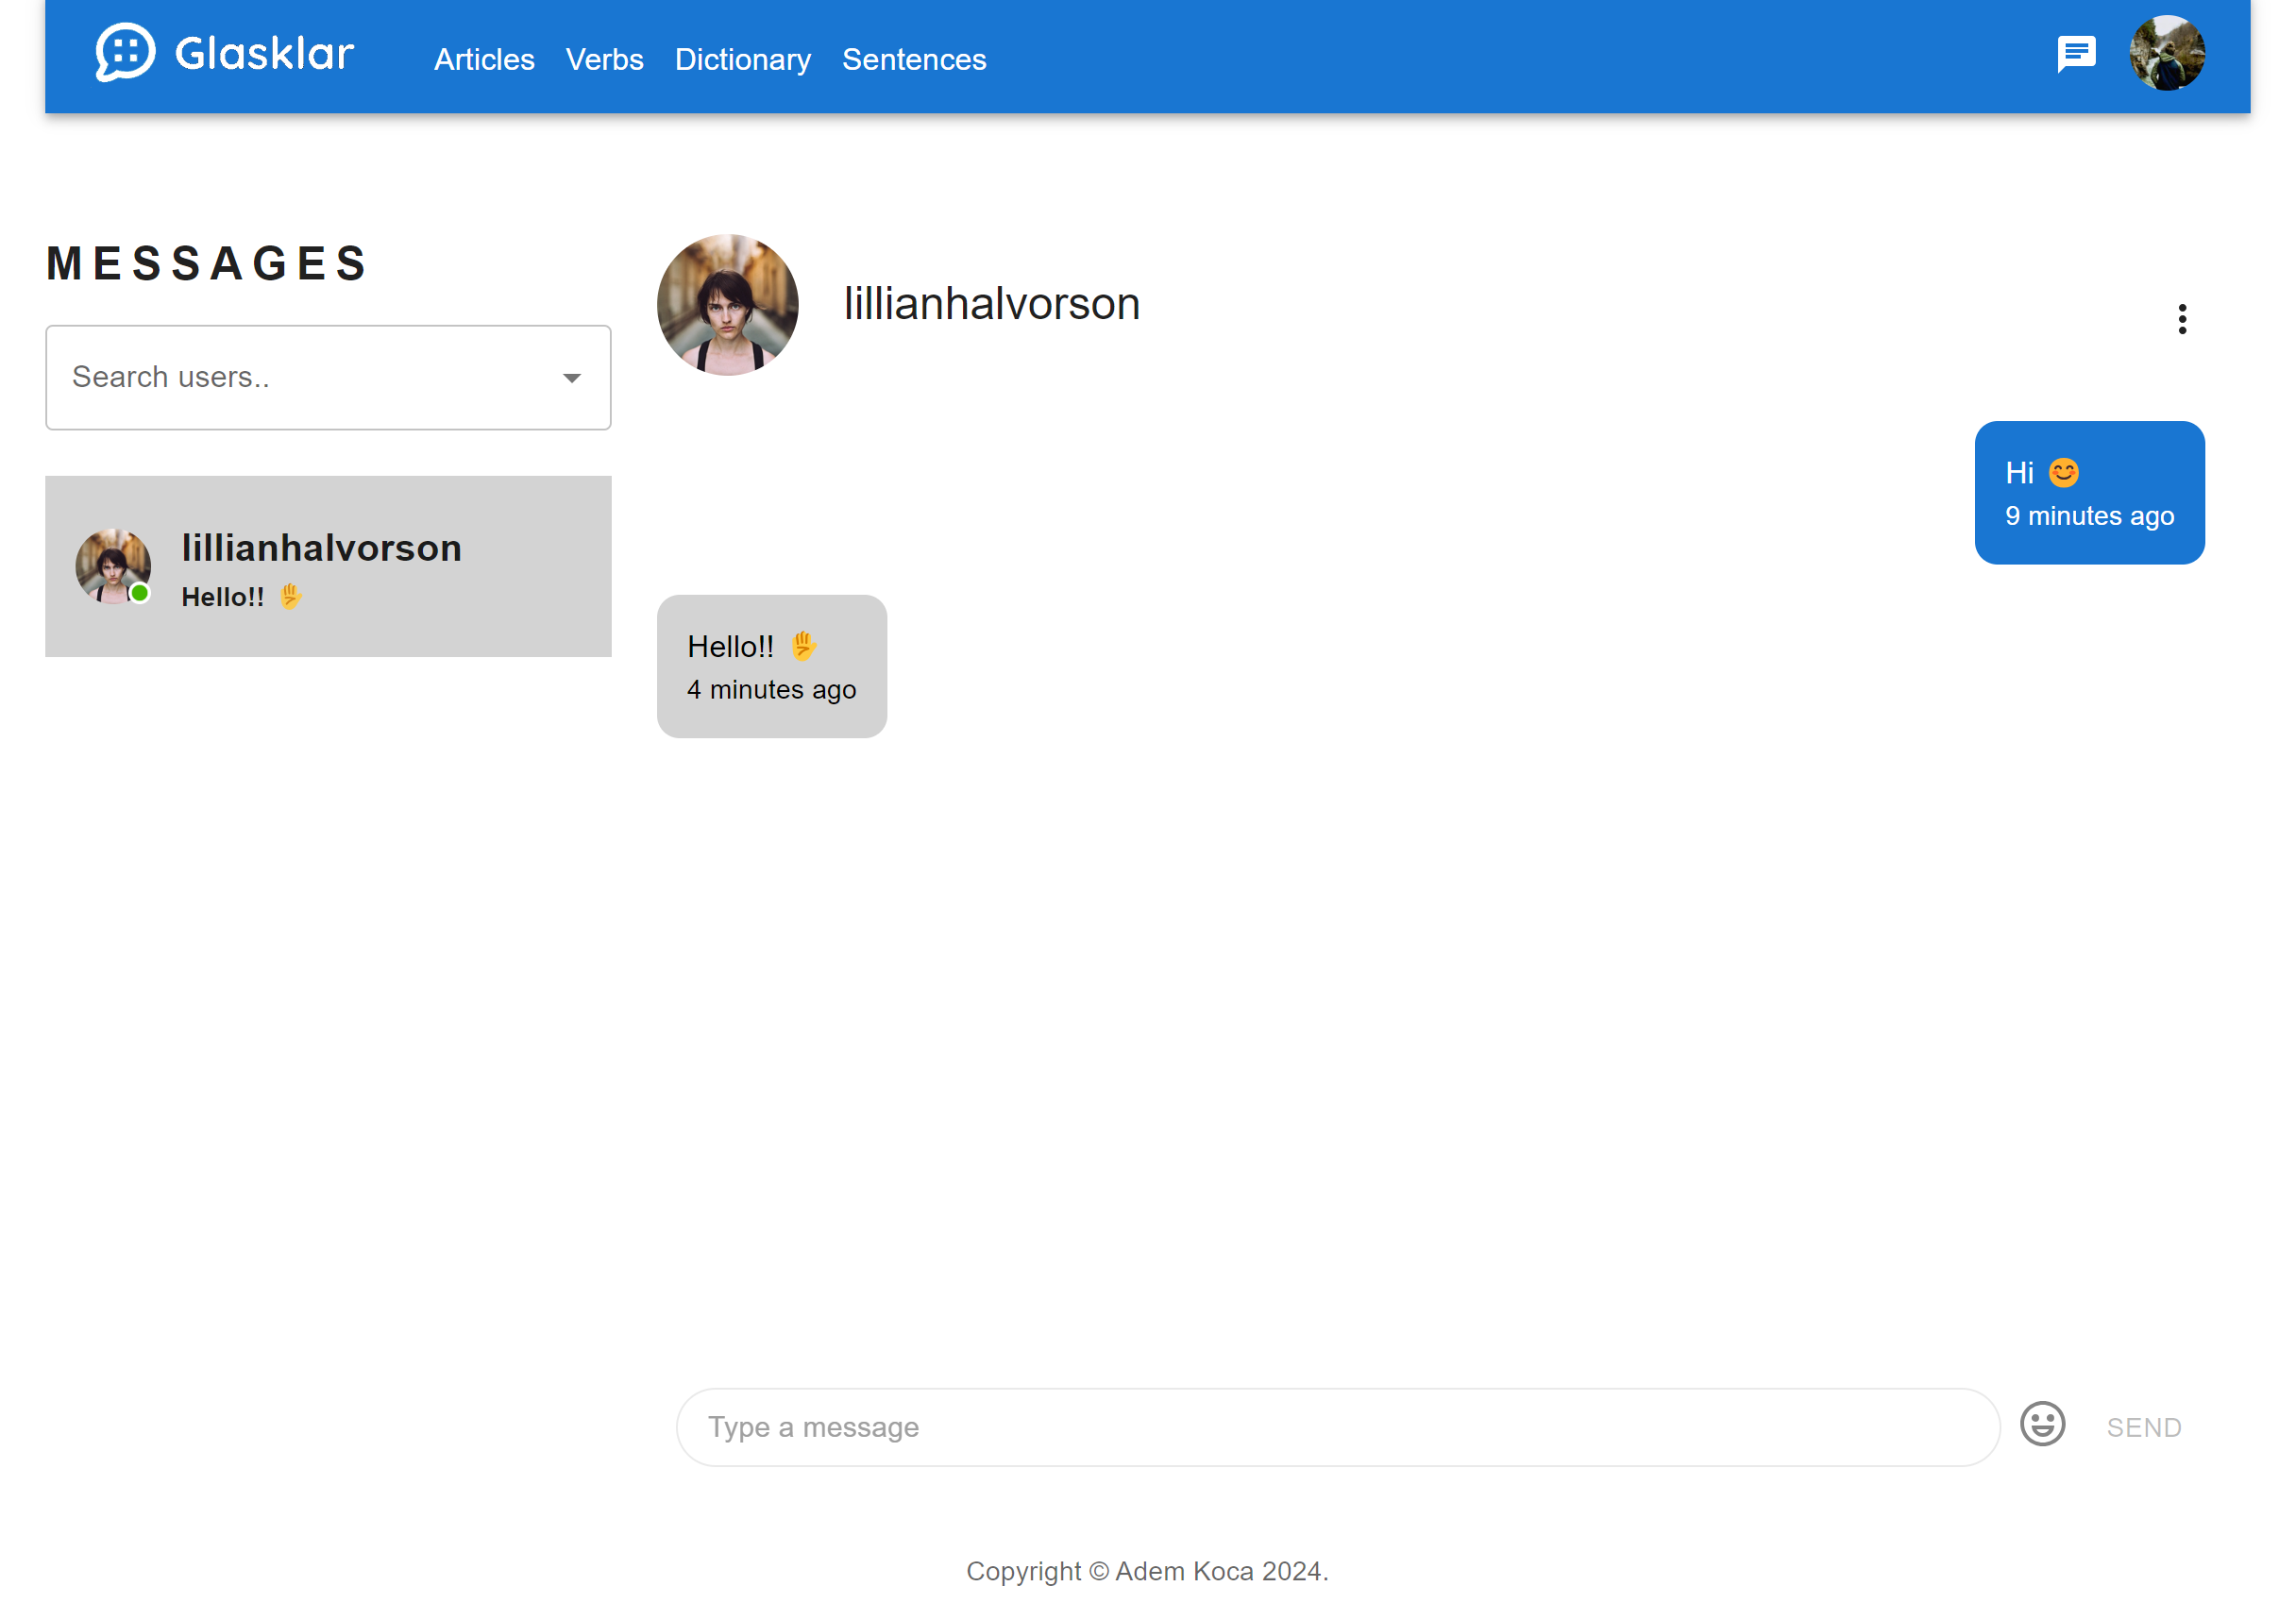 Glasklar
Articles Verbs Dictionary Sentences
MESSAGES
Search users..
lillianhalvorson
Hello!! ✋
lillianhalvorson
Hi 😊
9 minutes ago
Hello!! ✋
4 minutes ago
Type a message
SEND
Copyright © Adem Koca 2024.